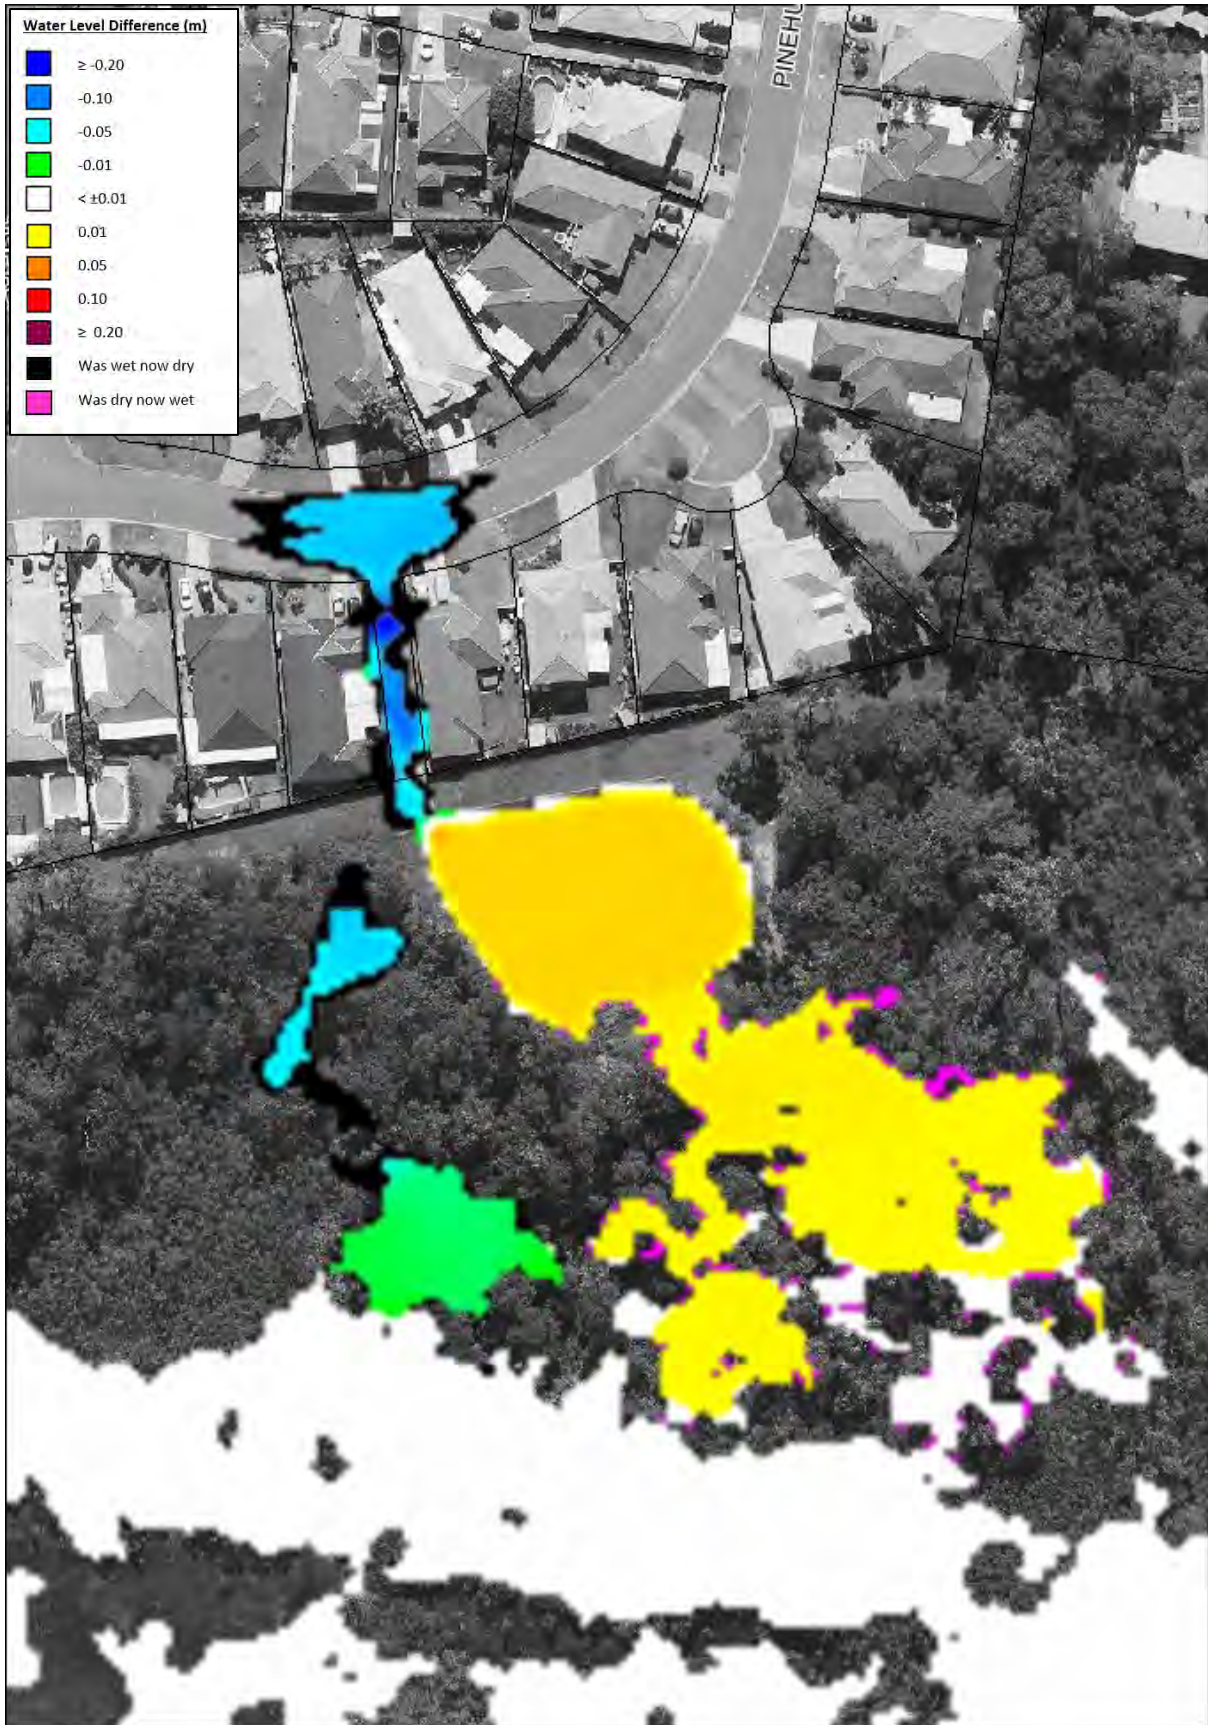 Water Level Difference (m)
≥ -0.20
-0.10
-0.05
-0.01
< ±0.01
0.01
0.05
0.10
≥ 0.20
Was wet now dry
Was dry now wet
PINEHU